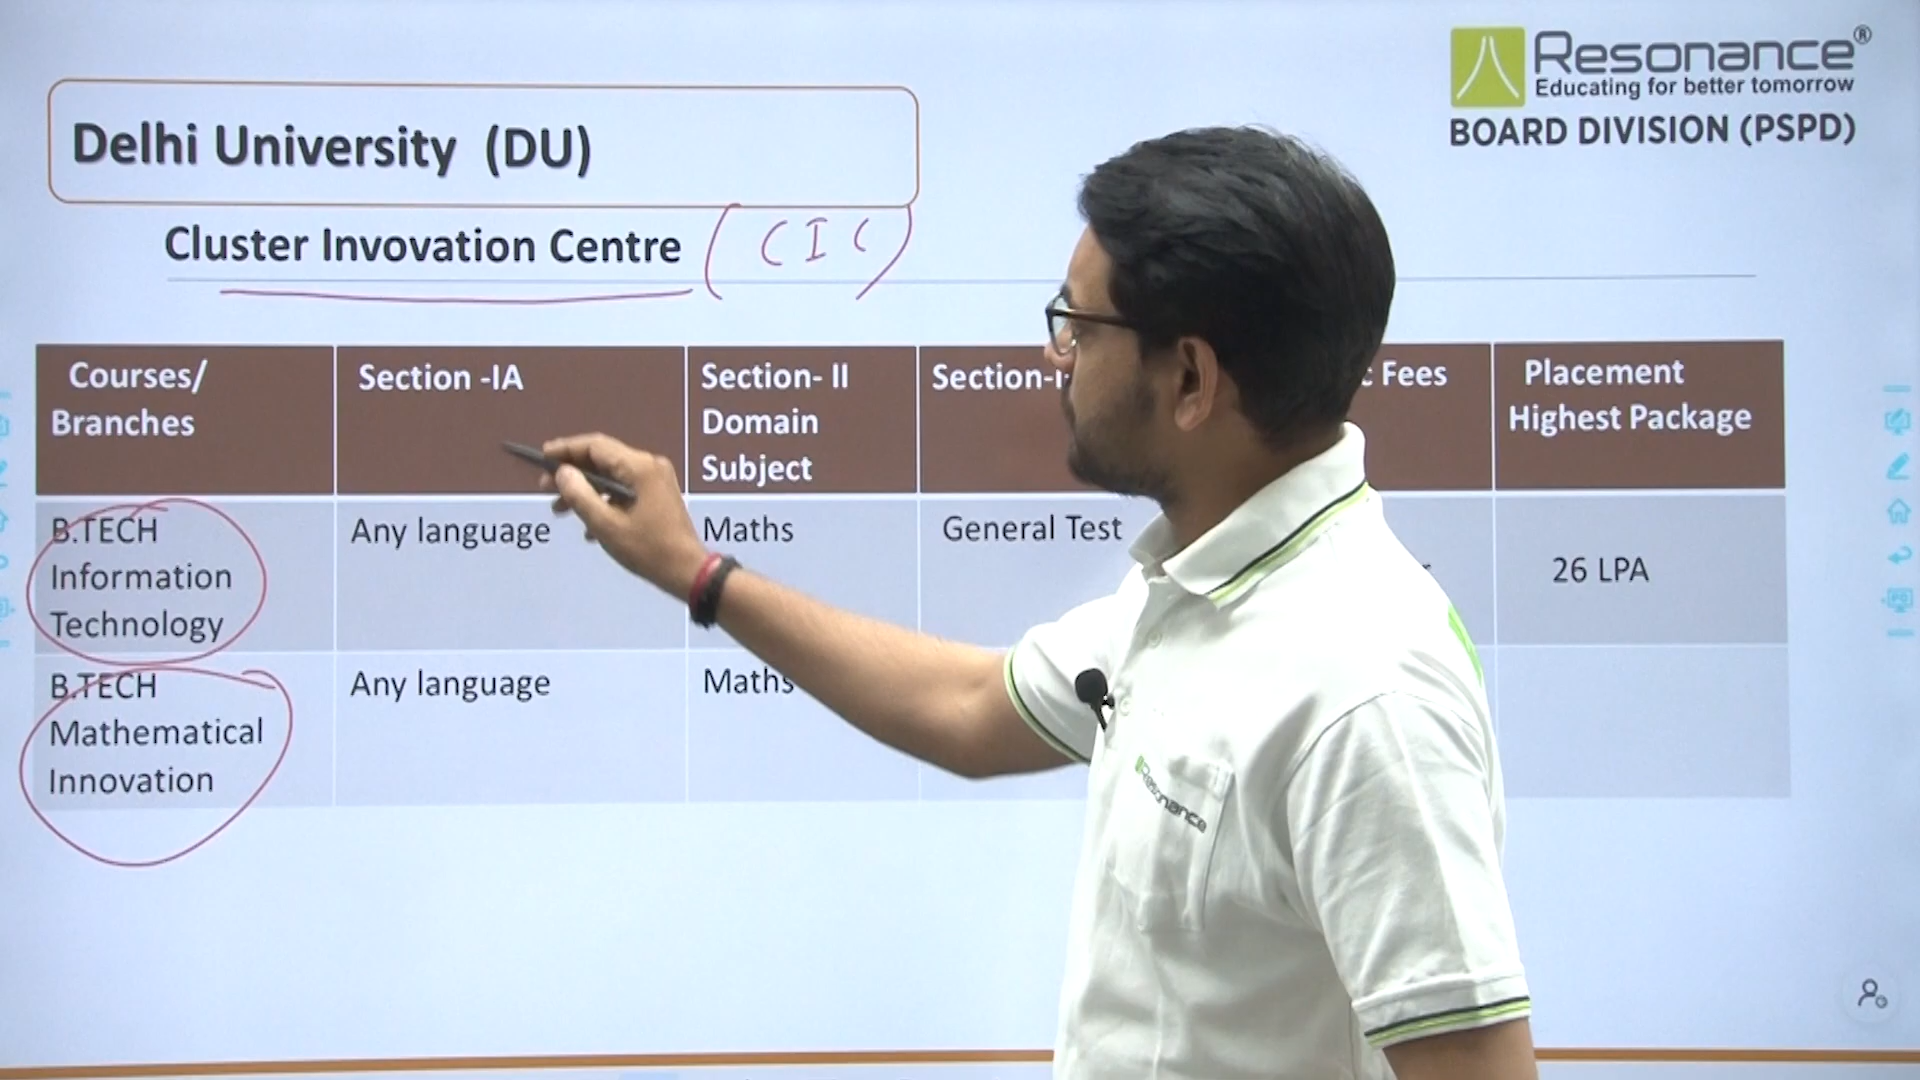 Resonance®
Educating for better tomorrow
BOARD DIVISION (PSPD)
Delhi University (DU)
Cluster Invovation Centre (CIC)
Courses/
Branches
Section -IA
Section- II
Domain
Subject
Fees
Placement
Highest Package
B.TECH
Information
Technology
Any language
Maths
General Test
26 LPA
B.TECH
Mathematical
Innovation
Any language
Maths
Resonance